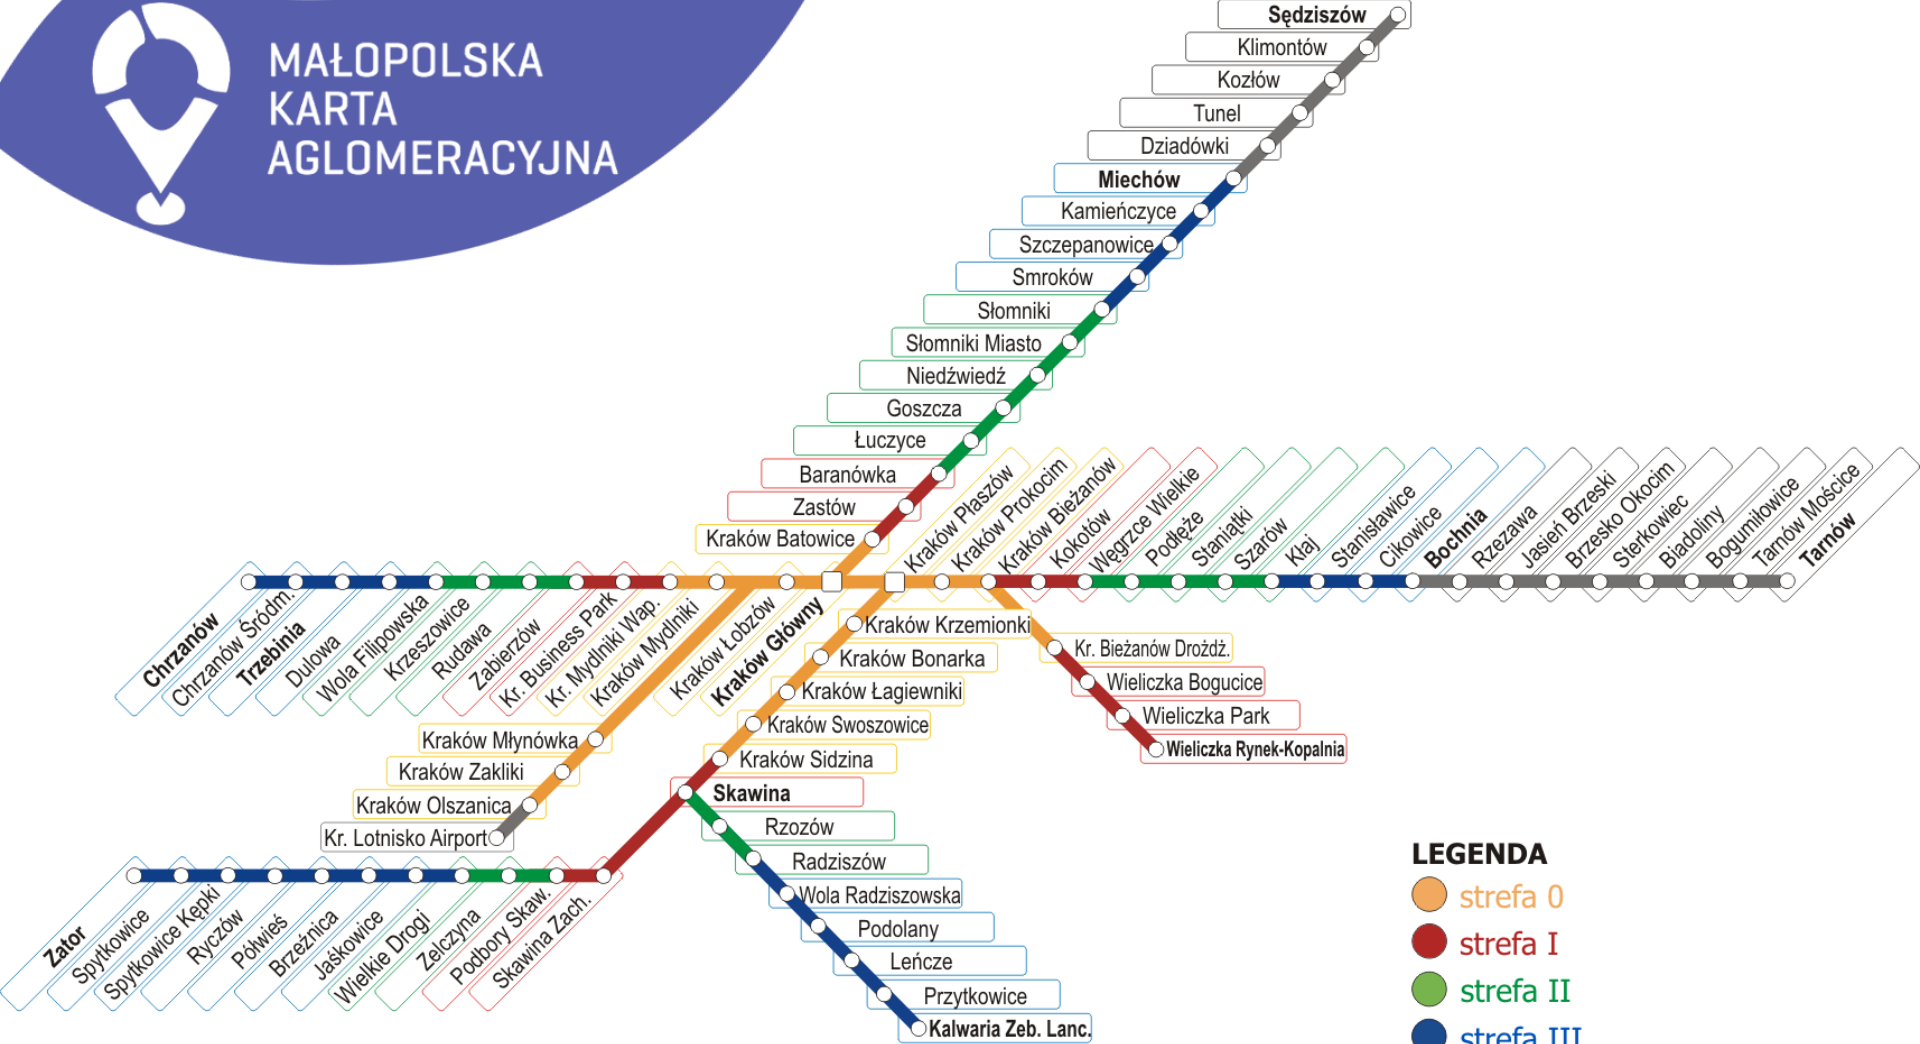 MAŁOPOLSKA
KARTA
AGLOMERACYJNA
Sędziszów
Klimontów
Kozłów
Tunel
Dziadówki
Miechów
Kamieńczyce
Szczepanowice
Smroków
Słomniki
Słomniki Miasto
Niedźwiedź
Goszcza
Łuczyce
Baranówka
Zastów
Kraków Batowice
Kraków Płaszów
Kraków Prokocim
Kraków Bieżanów
Kokotów
Węgrzce Wielkie
Podłęże
Staniątki
Szarów
Kłaj
Stanisławice
Cikowice
Bochnia
Rzezawa
Jasień Brzeski
Brzesko Okocim
Sterkowiec
Biadoliny
Bogumiłowice
Tarnów Mościce
Tarnów
Chrzanów
Chrzanów Śródm.
Trzebinia
Dulowa
Wola Filipowska
Krzeszowice
Rudawa
Zabierzów
Kr. Business Park
Kr. Mydlniki Wap.
Kraków Mydlniki
Kraków Łobzów
Kraków Główny
Kraków Krzemionki
Kraków Bonarka
Kraków Łagiewniki
Kraków Swoszowice
Kraków Sidzina
Skawina
Kr. Bieżanów Drożdż.
Wieliczka Bogucice
Wieliczka Park
Wieliczka Rynek-Kopalnia
Kraków Młynówka
Kraków Zakliki
Kraków Olszanica
Kr. Lotnisko Airport
Rzozów
Radziszów
Wola Radziszowska
Podolany
Leńcze
Przytkowice
Kalwaria Zeb. Lanc.
Zator
Spytkowice
Spytkowice Kępki
Ryczów
Półwieś
Brzeźnica
Jaśkowice
Wielkie Drogi
Zelczyna
Podbory Skaw.
Skawina Zach.
LEGENDA
strefa 0
strefa I
strefa II
strefa III